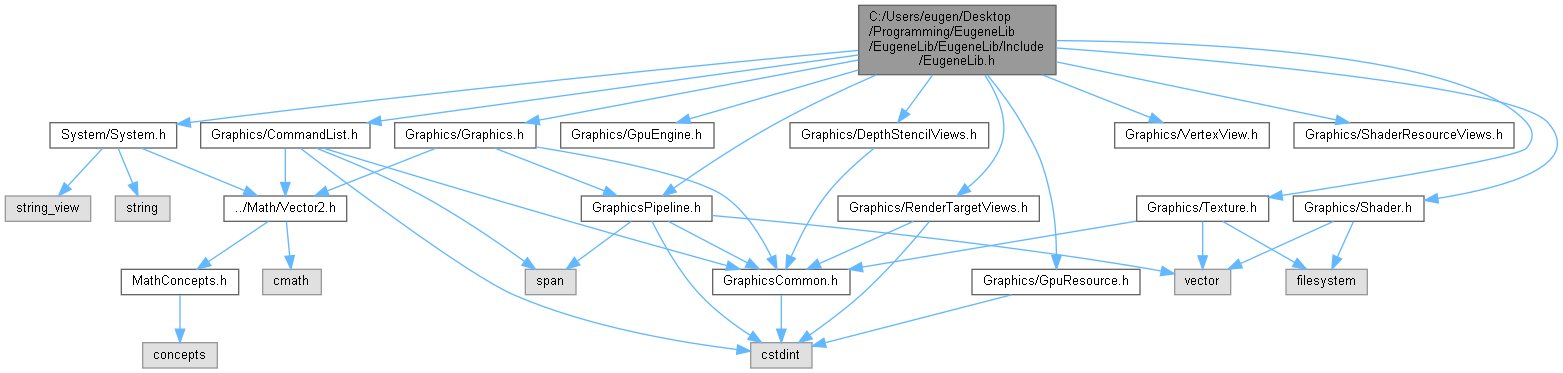 C:/Users/eugen/Desktop
/Programming/EugeneLib
/EugeneLib/EugeneLib/Include
/EugeneLib.h
System/System.h
Graphics/CommandList.h
Graphics/Graphics.h
Graphics/GpuEngine.h
Graphics/DepthStencilViews.h
Graphics/VertexView.h
Graphics/ShaderResourceViews.h
string_view
string
../Math/Vector2.h
GraphicsPipeline.h
Graphics/RenderTargetViews.h
Graphics/Texture.h
Graphics/Shader.h
MathConcepts.h
cmath
span
GraphicsCommon.h
Graphics/GpuResource.h
vector
filesystem
concepts
cstdint